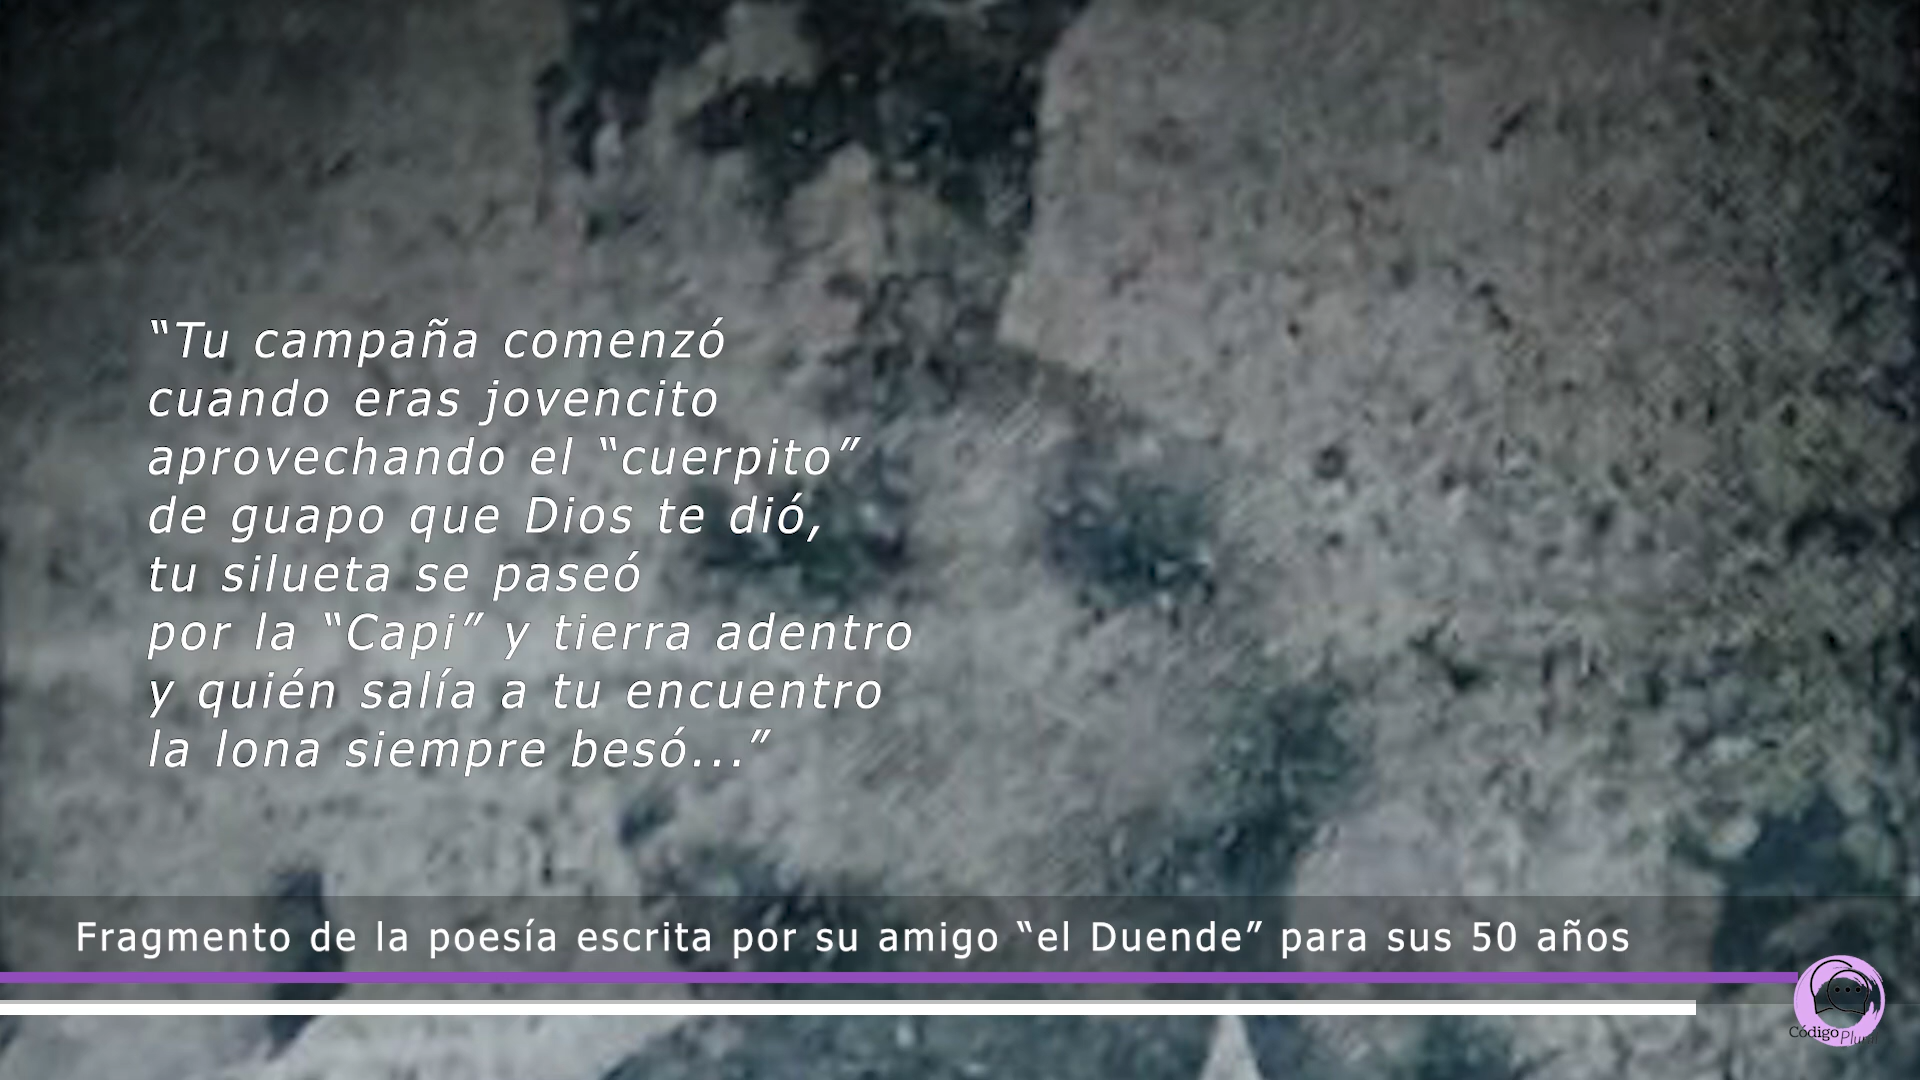 “Tu campaña comenzó
cuando eras jovencito
aprovechando el “cuerpito”
de guapo que Dios te dió,
tu silueta se paseó
por la “Capi” y tierra adentro
y quién salía a tu encuentro
la lona siempre besó...”
Fragmento de la poesía escrita por su amigo “el Duende” para sus 50 años
Código